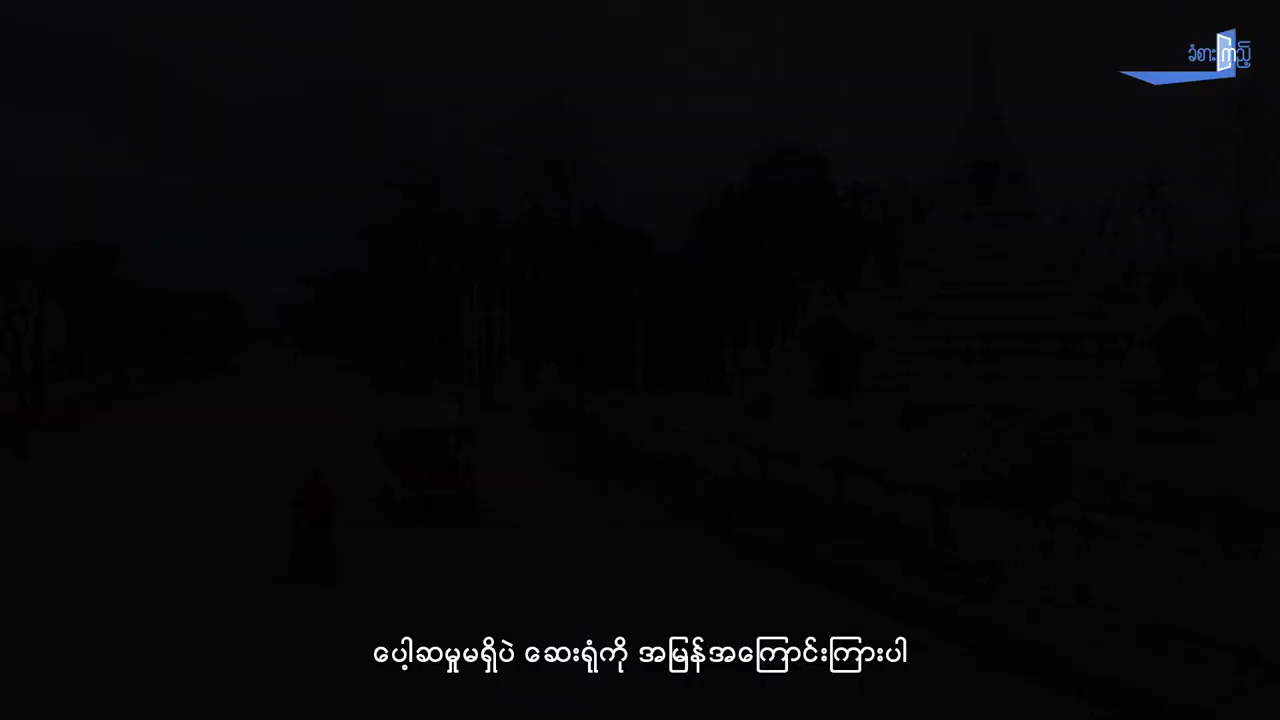 ခံစားကြည့်
ပေါ့ဆမှုမရှိပဲ ဆေးရုံကို အမြန်အကြောင်းကြားပါ